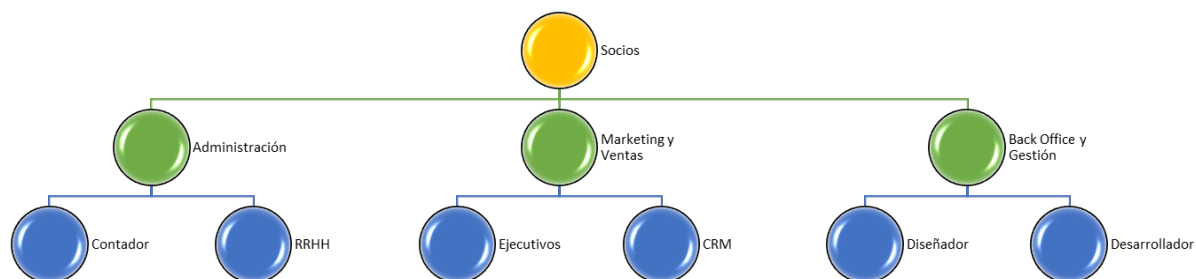 Socios
Administración
Marketing y
Ventas
Back Office y
Gestión
Contador
RRHH
Ejecutivos
CRM
Diseñador
Desarrollador